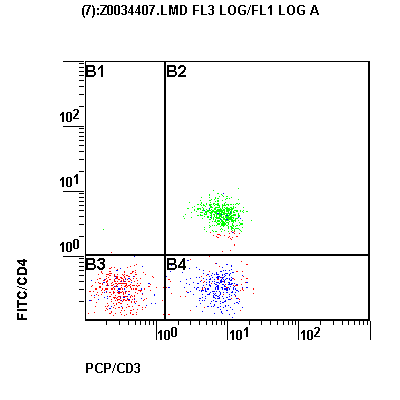 (7):Z0034407.LMD FL3 LOG/FL1 LOG A
B1
B2
10²
10¹
10⁰
B3
B4
FITC/CD4
10⁰
10¹
10²
PCP/CD3